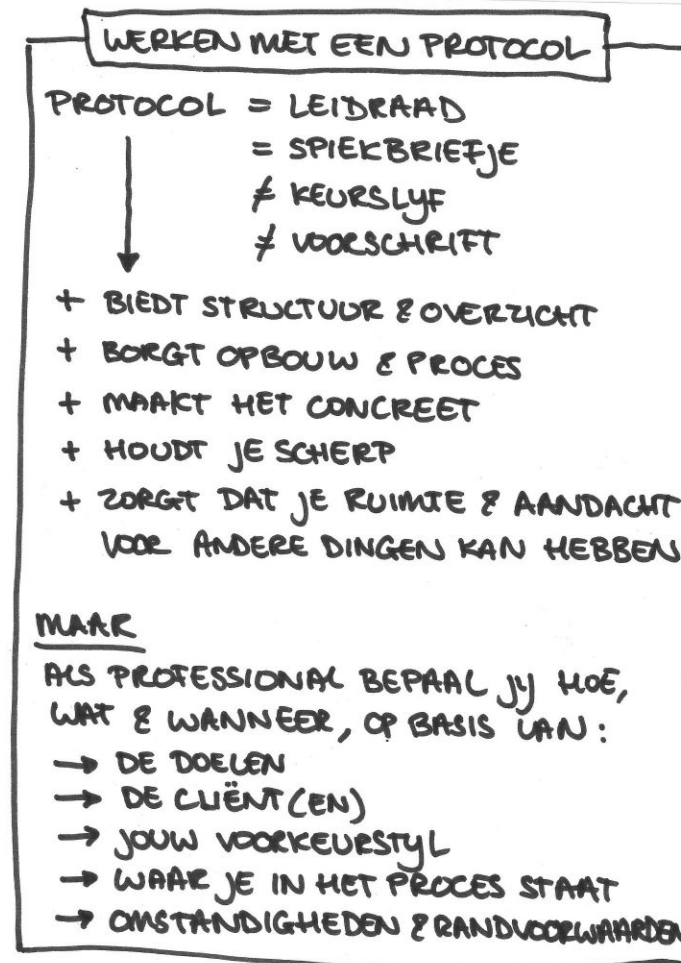 WERKEN MET EEN PROTOCOL
PROTOCOL = LEIDRAAD
= SPIEKBRIEFJE
≠ KEURSLIJF
≠ VOORSCHRIFT
+ BIEDT STRUCTUUR & OVERZICHT
+ BORGT OPBOUW & PROCES
+ MAAKT HET CONCREET
+ HOUDT JE SCHERP
+ ZORGT DAT JE RUIMTE & AANDACHT
VOOR ANDERE DINGEN KAN HEBBEN
MAAR
ALS PROFESSIONAL BEPAAL JIJ HOE,
WAT & WANNEER, OP BASIS VAN:
→ DE DOELEN
→ DE CLIËNT(EN)
→ JOUW VOORKEURSTIJL
→ WAAR JE IN HET PROCES STAAT
→ OMSTANDIGHEDEN & RANDVOORWAARDEN